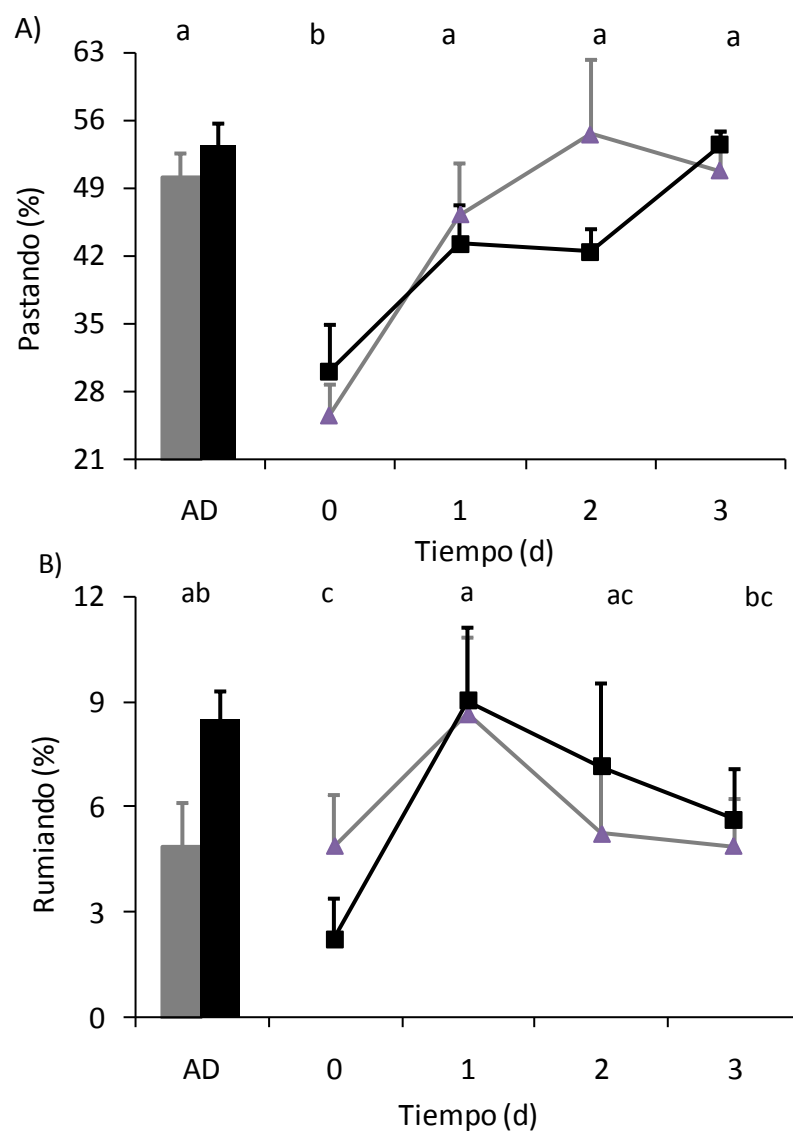 A)
a b a a a
63
56
49
42
35
28
21
Pastando (%)
AD 0 1 2 3
Tiempo (d)
B)
ab c a ac bc
12
9
6
3
0
Rumiando (%)
AD 0 1 2 3
Tiempo (d)